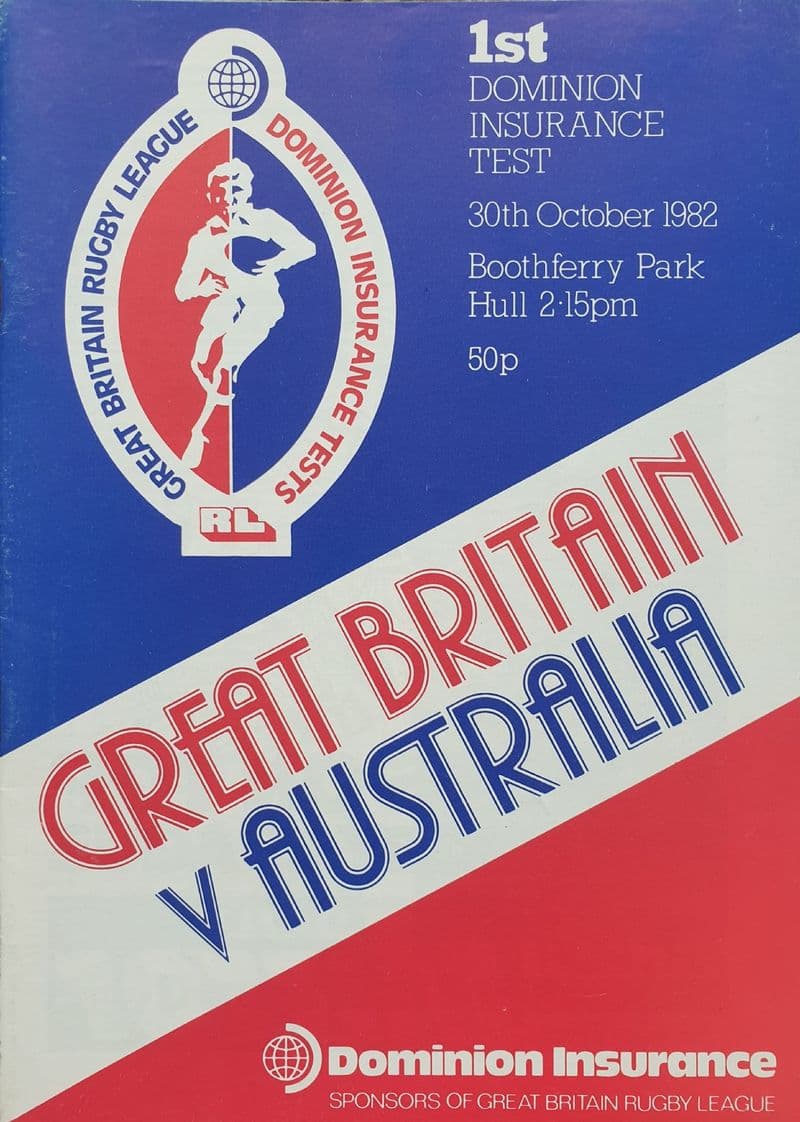 GREAT BRITAIN RUGBY LEAGUE
DOMINION INSURANCE TESTS
RL
1st
DOMINION
INSURANCE
TEST
30th October 1982
Boothferry Park
Hull 2·15pm
50p
GREAT BRITAIN
v AUSTRALIA
Dominion Insurance
SPONSORS OF GREAT BRITAIN RUGBY LEAGUE